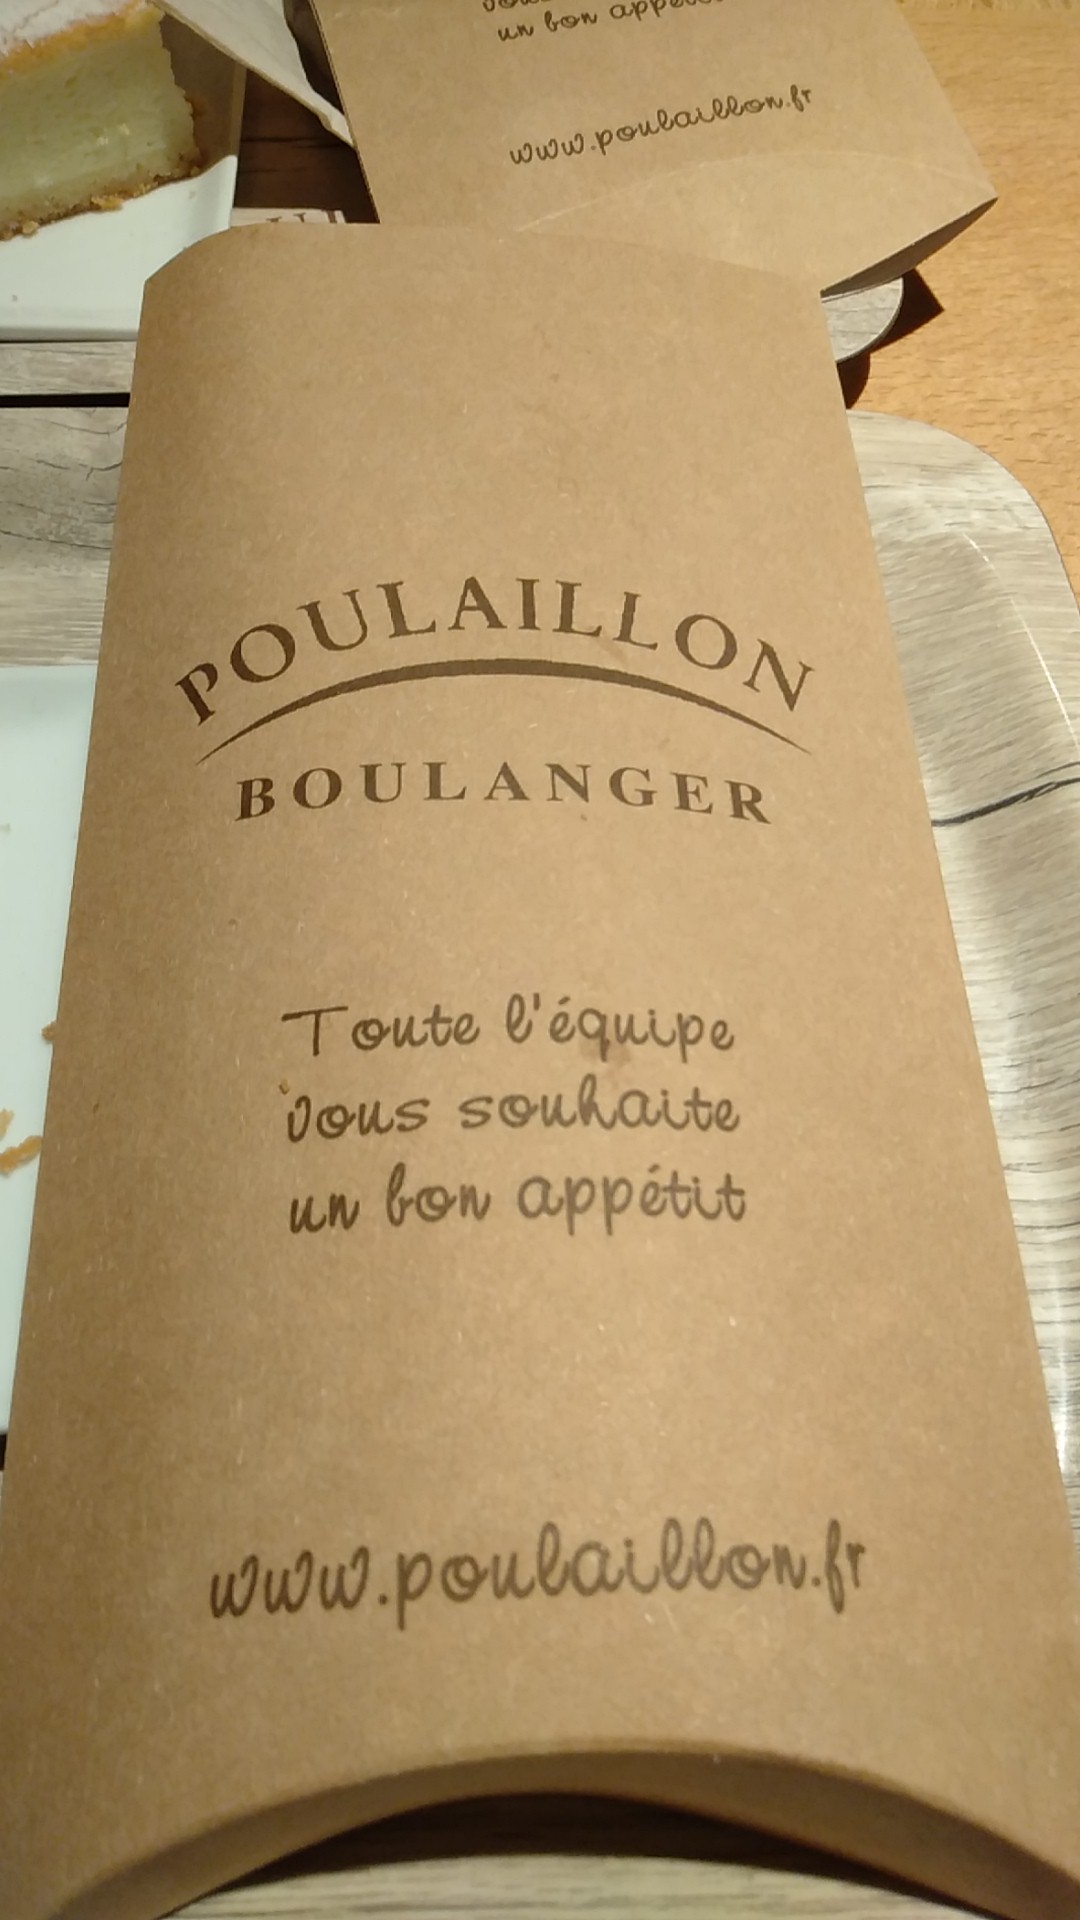 un bon appétit
www.poulaillon.fr
POULAILLON
BOULANGER
Toute l'équipe
vous souhaite
un bon appétit
www.poulaillon.fr